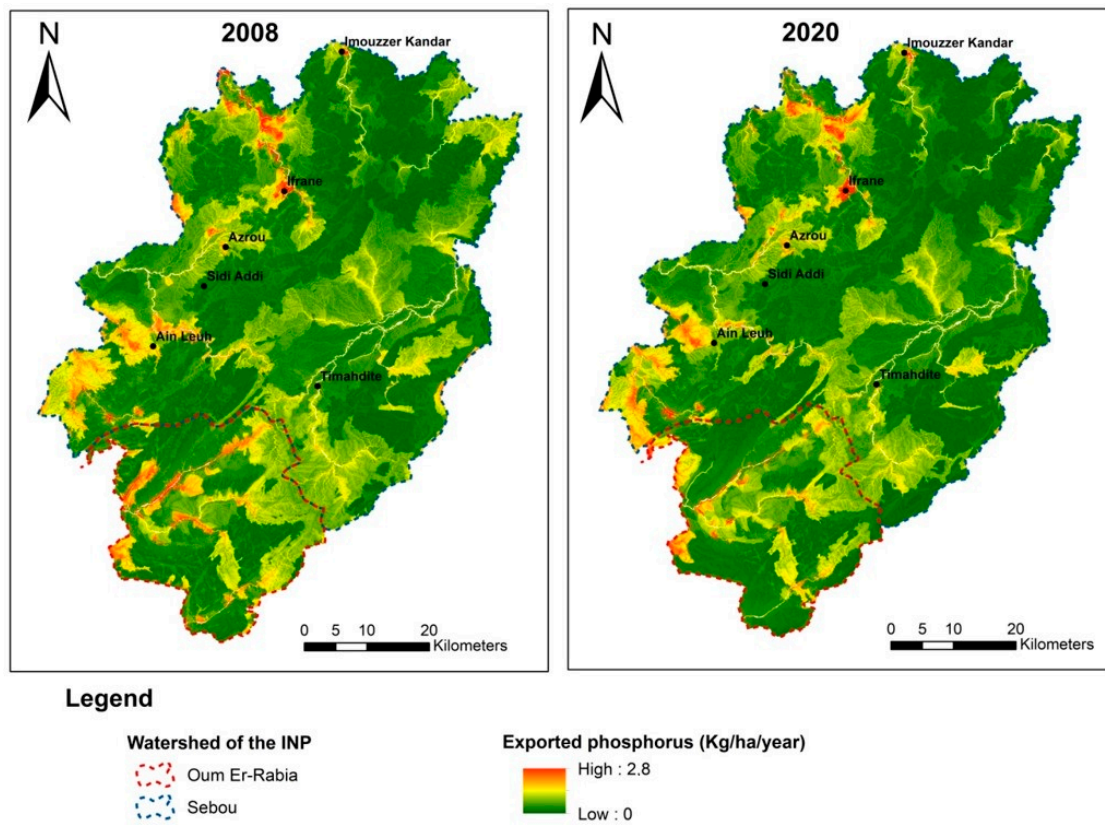 N
2008
Imouzzer Kandar
Ifrane
Azrou
Sidi Addi
Ain Leuh
Timahdite
0 5 10 20
Kilometers
N
2020
Imouzzer Kandar
Ifrane
Azrou
Sidi Addi
Ain Leuh
Timahdite
0 5 10 20
Kilometers
Legend
Watershed of the INP
Oum Er-Rabia
Sebou
Exported phosphorus (Kg/ha/year)
High : 2.8
Low : 0